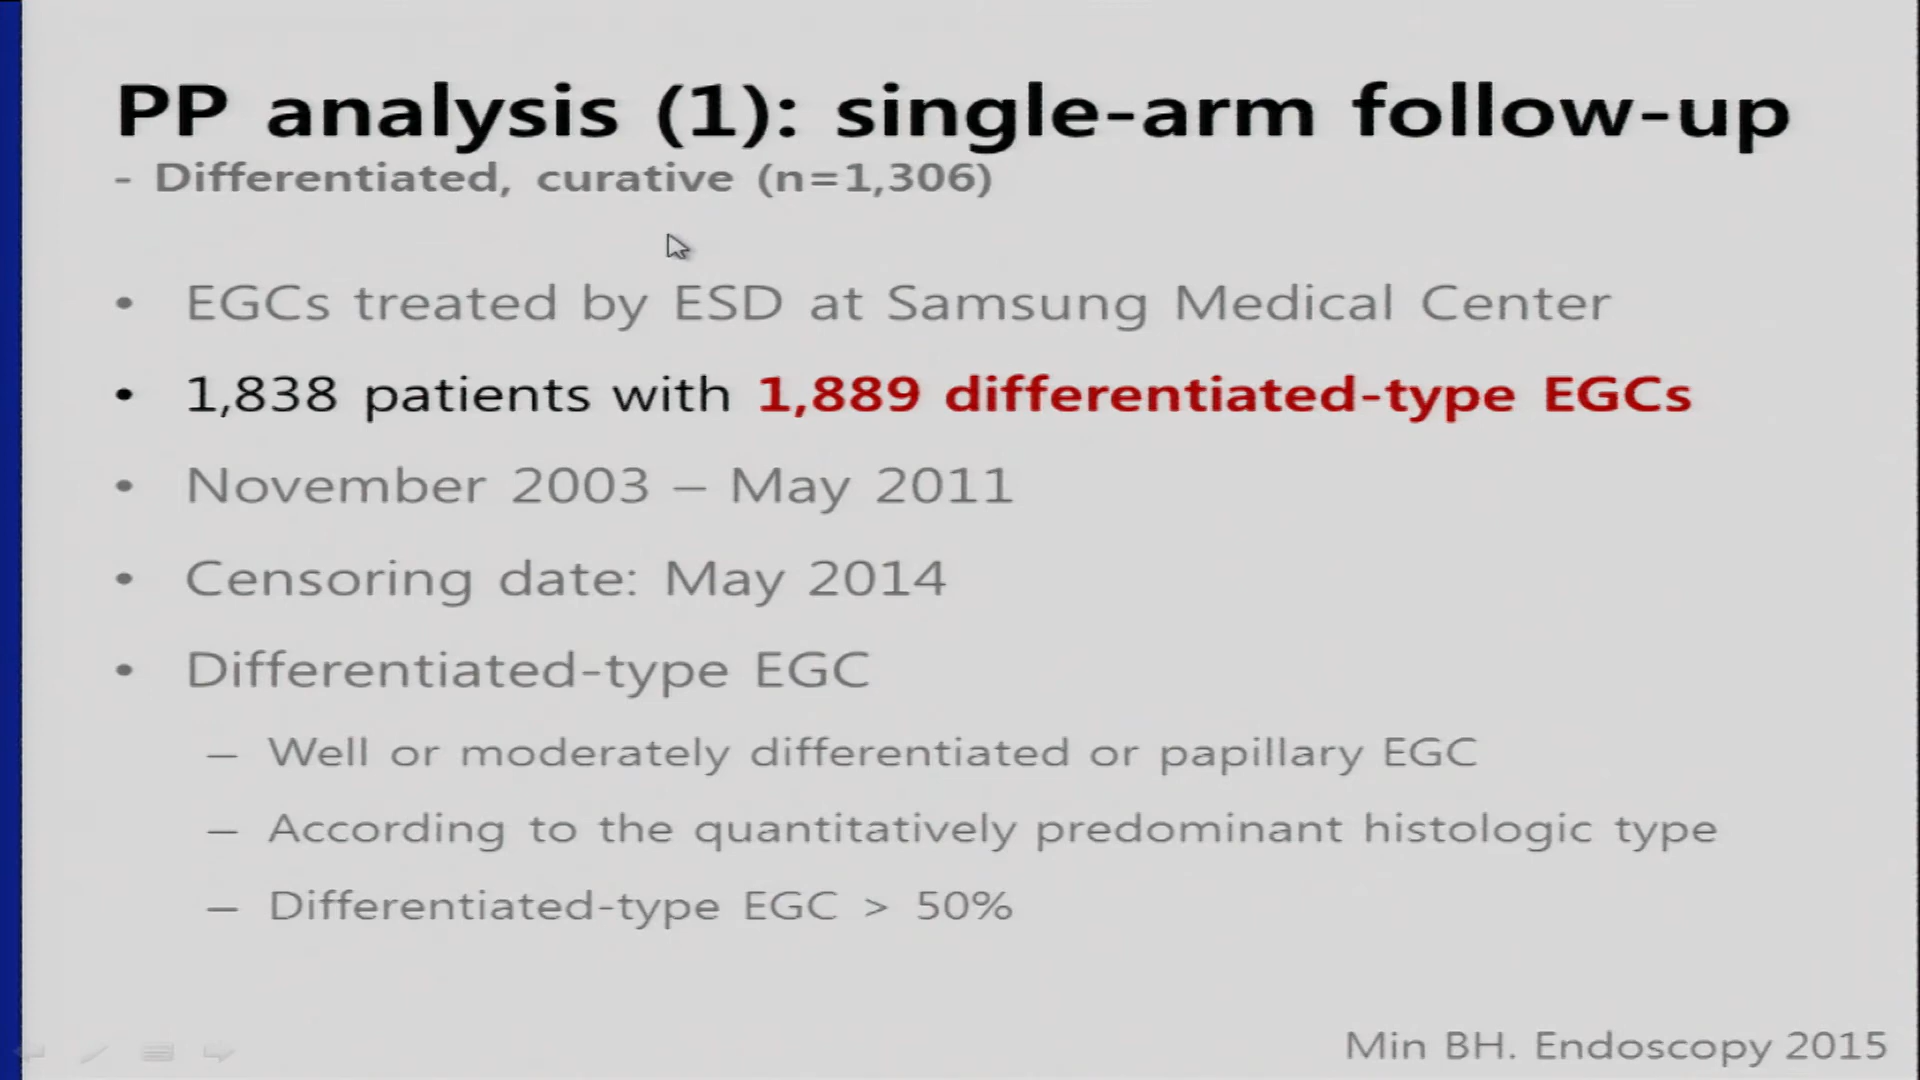 PP analysis (1): single-arm follow-up
- Differentiated, curative (n=1,306)
• EGCs treated by ESD at Samsung Medical Center
• 1,838 patients with 1,889 differentiated-type EGCs
• November 2003 – May 2011
• Censoring date: May 2014
• Differentiated-type EGC
– Well or moderately differentiated or papillary EGC
– According to the quantitatively predominant histologic type
– Differentiated-type EGC > 50%
Min BH. Endoscopy 2015